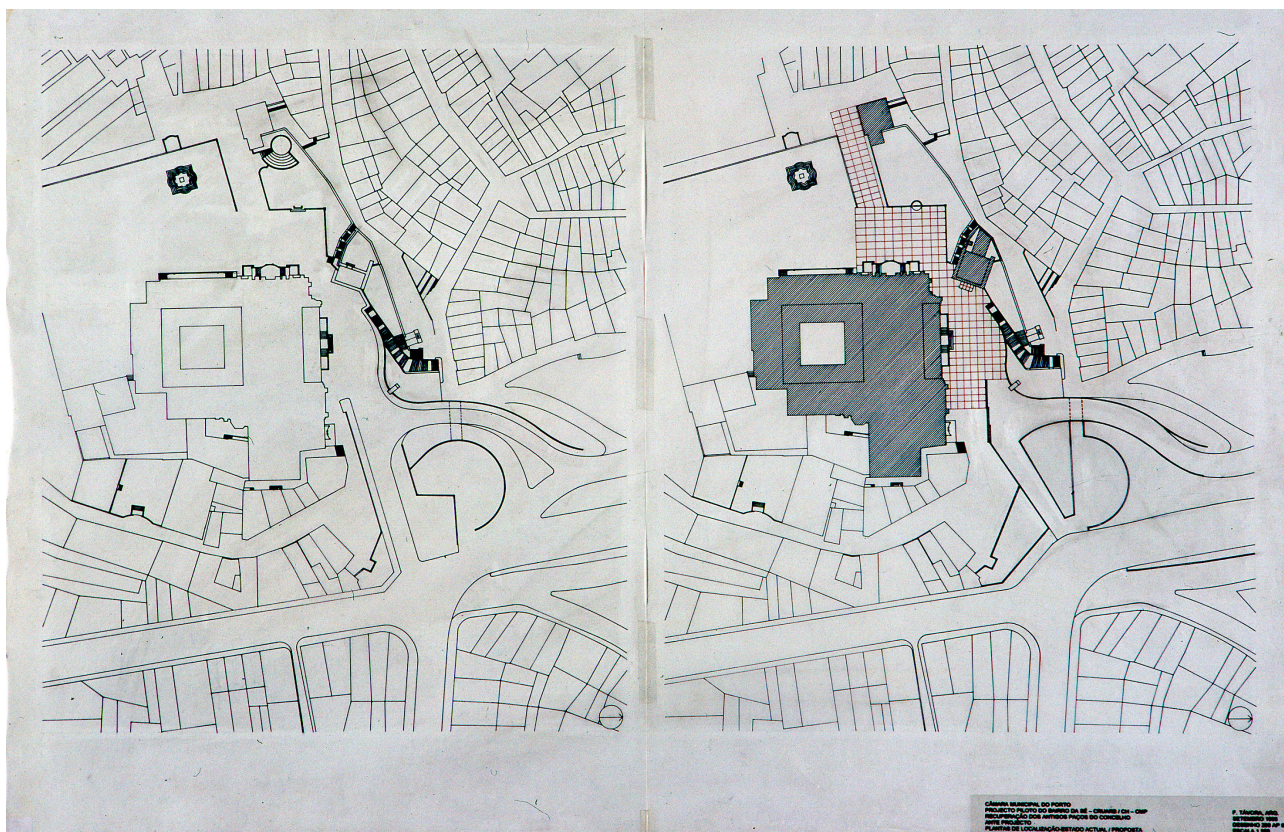 CÂMARA MUNICIPAL DO PORTO
PROJECTO PILOTO DO BAIRRO DA SÉ – CRUARB / CH – CMP
RECUPERAÇÃO DOS ANTIGOS PAÇOS DO CONCELHO
ANTE PROJECTO
PLANTAS DE LOCALIZAÇÃO-ESTADO ACTUAL / PROPOSTA
F. TÁVORA, ARQ.